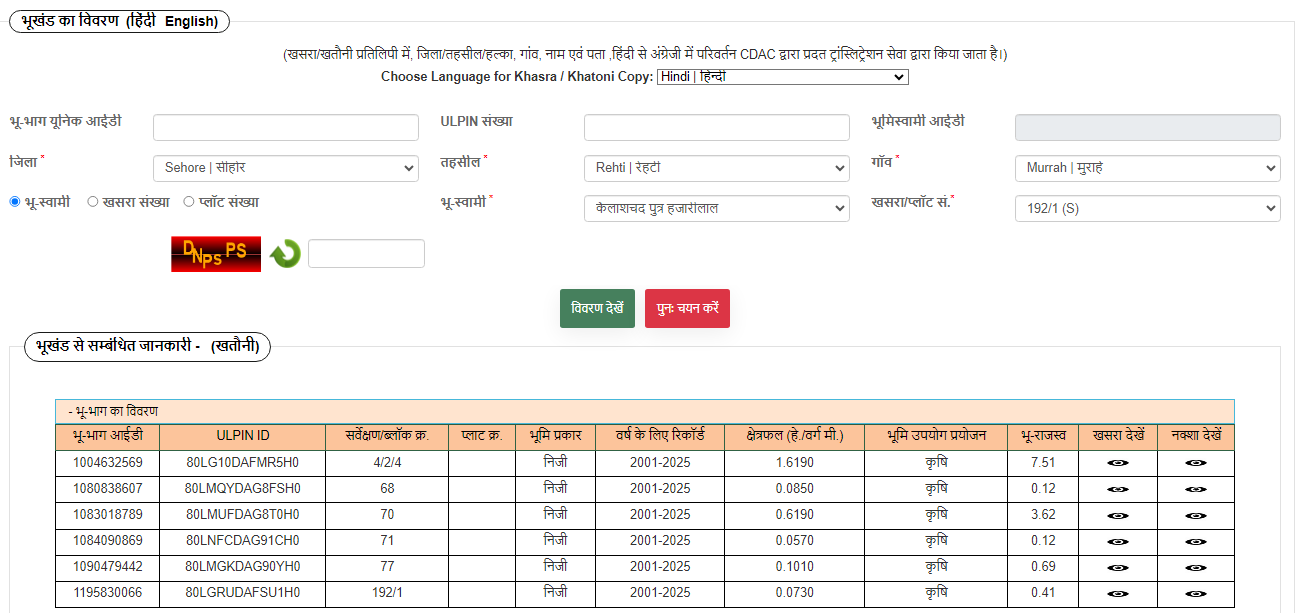 भूखंड का विवरण (हिंदी English)
(खसरा/खतौनी प्रतिलिपी में, जिला/तहसील/हल्का, गांव, नाम एवं पता ,हिंदी से अंग्रेजी में परिवर्तन CDAC द्वारा प्रदत ट्रांस्लिट्रेशन सेवा द्वारा किया जाता है।)
Choose Language for Khasra / Khatoni Copy: Hindi | हिन्दी
भू-भाग यूनिक आईडी ULPIN संख्या भूमिस्वामी आईडी
जिला * Sehore | सीहोर तहसील * Rehti | रेहटी गाँव * Murrah | मुराहे
भू-स्वामी खसरा संख्या प्लॉट संख्या भू-स्वामी * कैलाशचंद पुत्र हजारीलाल खसरा/प्लॉट सं.* 192/1 (S)
DNps PS
विवरण देखें पुनः चयन करें
भूखंड से सम्बंधित जानकारी - (खतौनी)
- भू-भाग का विवरण
भू-भाग आईडी ULPIN ID सर्वेक्षण/ब्लॉक क्र. प्लाट क्र. भूमि प्रकार वर्ष के लिए रिकॉर्ड क्षेत्रफल (हे./वर्ग मी.) भूमि उपयोग प्रयोजन भू-राजस्व खसरा देखें नक्शा देखें
1004632569 80LG10DAFMR5H0 4/2/4 निजी 2001-2025 1.6190 कृषि 7.51
1080838607 80LMQYDAG8FSH0 68 निजी 2001-2025 0.0850 कृषि 0.12
1083018789 80LMUFDAG8T0H0 70 निजी 2001-2025 0.6190 कृषि 3.62
1084090869 80LNFCDAG91CH0 71 निजी 2001-2025 0.0570 कृषि 0.12
1090479442 80LMGKDAG90YH0 77 निजी 2001-2025 0.1010 कृषि 0.69
1195830066 80LGRUDAFSU1H0 192/1 निजी 2001-2025 0.0730 कृषि 0.41